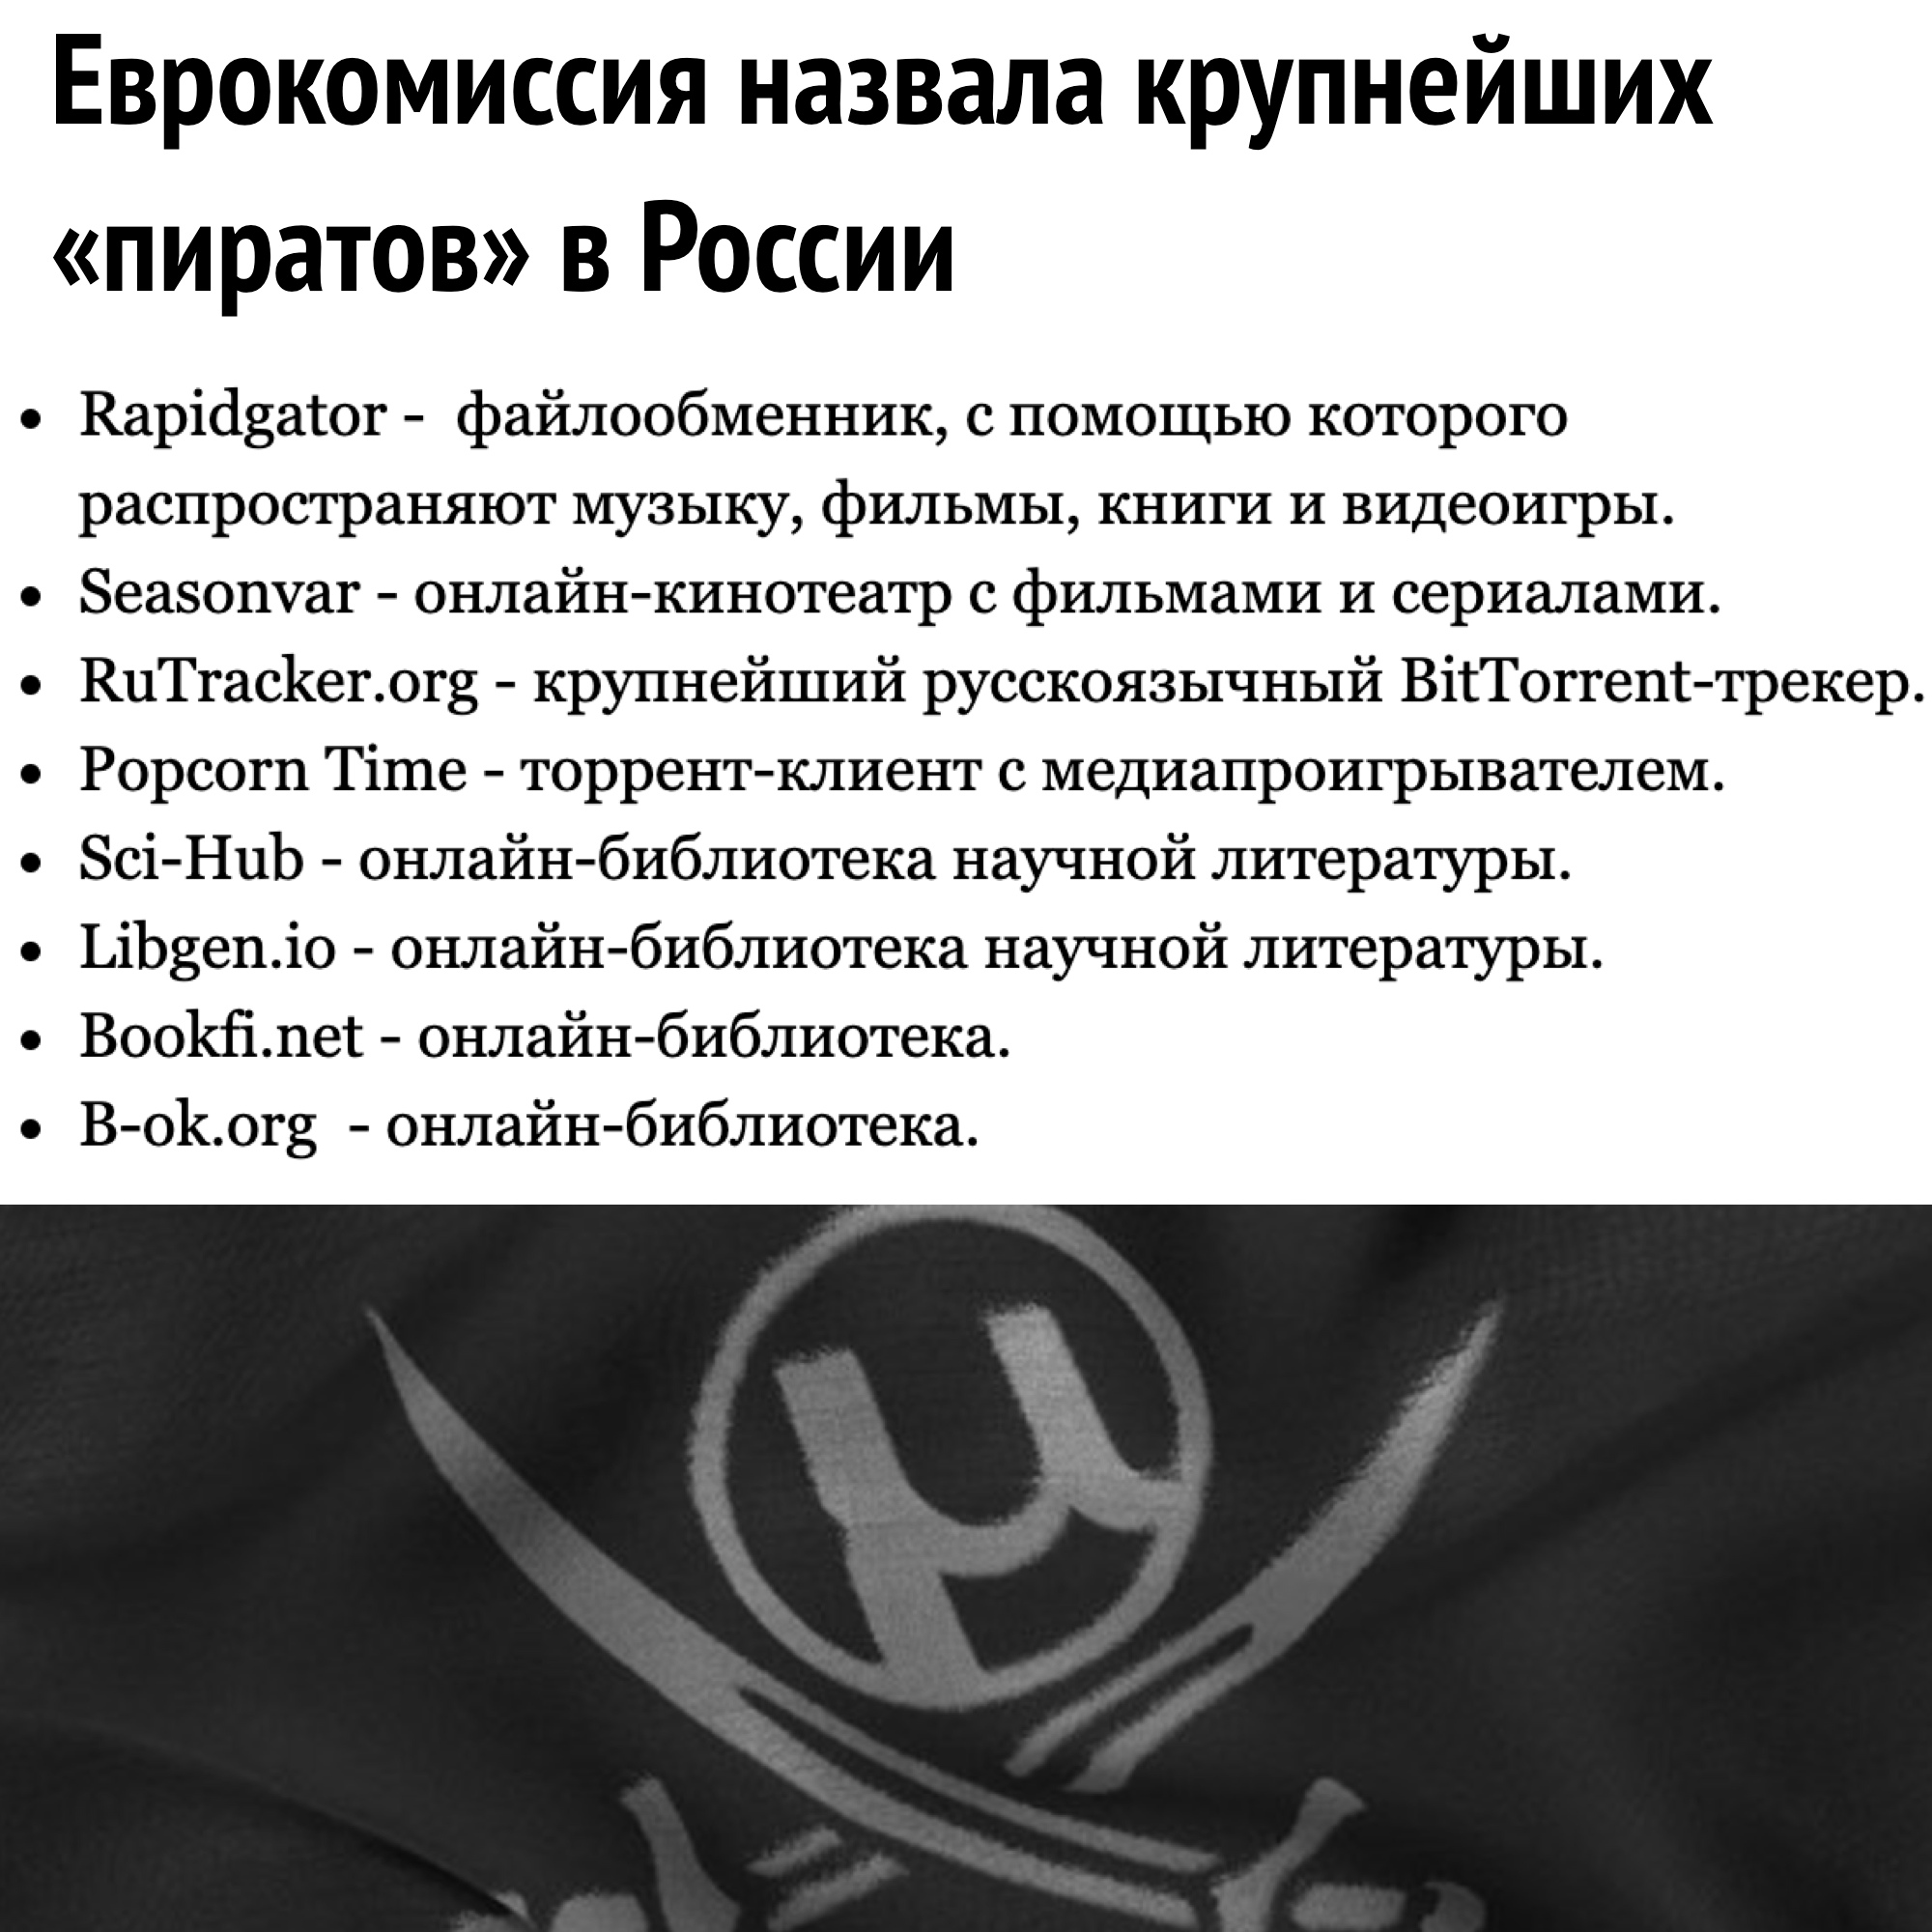 Еврокомиссия назвала крупнейших
«пиратов» в России
• Rapidgator -  файлообменник, с помощью которого
распространяют музыку, фильмы, книги и видеоигры.
• Seasonvar - онлайн-кинотеатр с фильмами и сериалами.
• RuTracker.org - крупнейший русскоязычный BitTorrent-трекер.
• Popcorn Time - торрент-клиент с медиапроигрывателем.
• Sci-Hub - онлайн-библиотека научной литературы.
• Libgen.io - онлайн-библиотека научной литературы.
• Bookfi.net - онлайн-библиотека.
• B-ok.org  - онлайн-библиотека.
µ